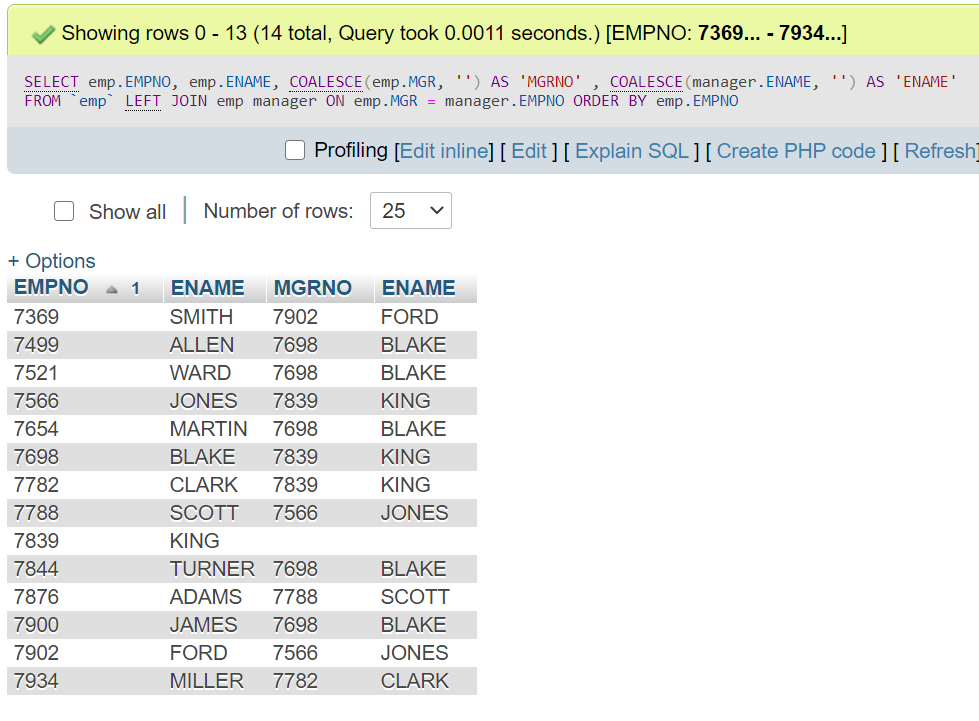 Showing rows 0 - 13 (14 total, Query took 0.0011 seconds.) [EMPNO: 7369... - 7934...]
SELECT emp.EMPNO, emp.ENAME, COALESCE(emp.MGR, '') AS 'MGRNO' , COALESCE(manager.ENAME, '') AS 'ENAME'
FROM `emp` LEFT JOIN emp manager ON emp.MGR = manager.EMPNO ORDER BY emp.EMPNO
Profiling [Edit inline] [ Edit ] [ Explain SQL ] [ Create PHP code ] [ Refresh]
Show all | Number of rows: 25
+ Options
EMPNO 1 ENAME MGRNO ENAME
7369 SMITH 7902 FORD
7499 ALLEN 7698 BLAKE
7521 WARD 7698 BLAKE
7566 JONES 7839 KING
7654 MARTIN 7698 BLAKE
7698 BLAKE 7839 KING
7782 CLARK 7839 KING
7788 SCOTT 7566 JONES
7839 KING
7844 TURNER 7698 BLAKE
7876 ADAMS 7788 SCOTT
7900 JAMES 7698 BLAKE
7902 FORD 7566 JONES
7934 MILLER 7782 CLARK